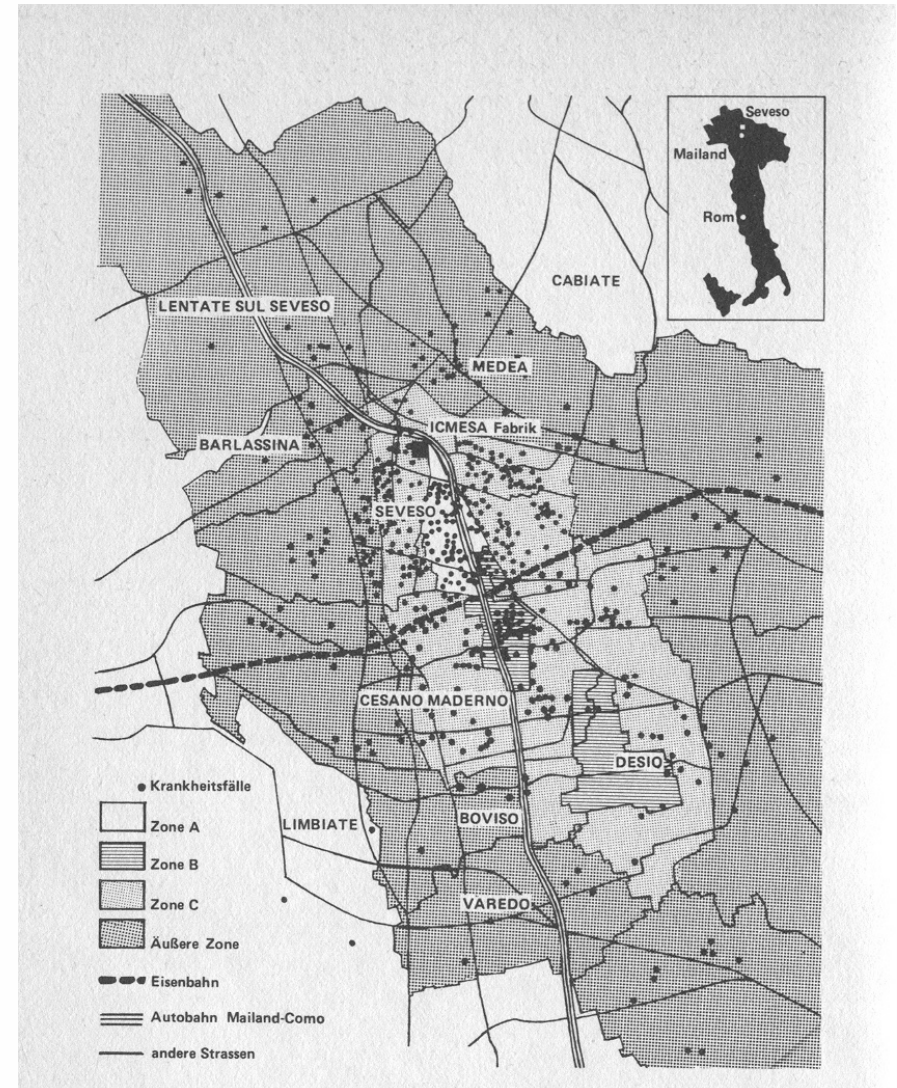 Seveso
Mailand
Rom
CABIATE
LENTATE SUL SEVESO
MEDEA
ICMESA Fabrik
BARLASSINA
SEVESO
CESANO MADERNO
DESIO
BOVISO
LIMBIATE
VAREDO
Krankheitsfälle
Zone A
Zone B
Zone C
Äußere Zone
Eisenbahn
Autobahn Mailand-Como
andere Strassen